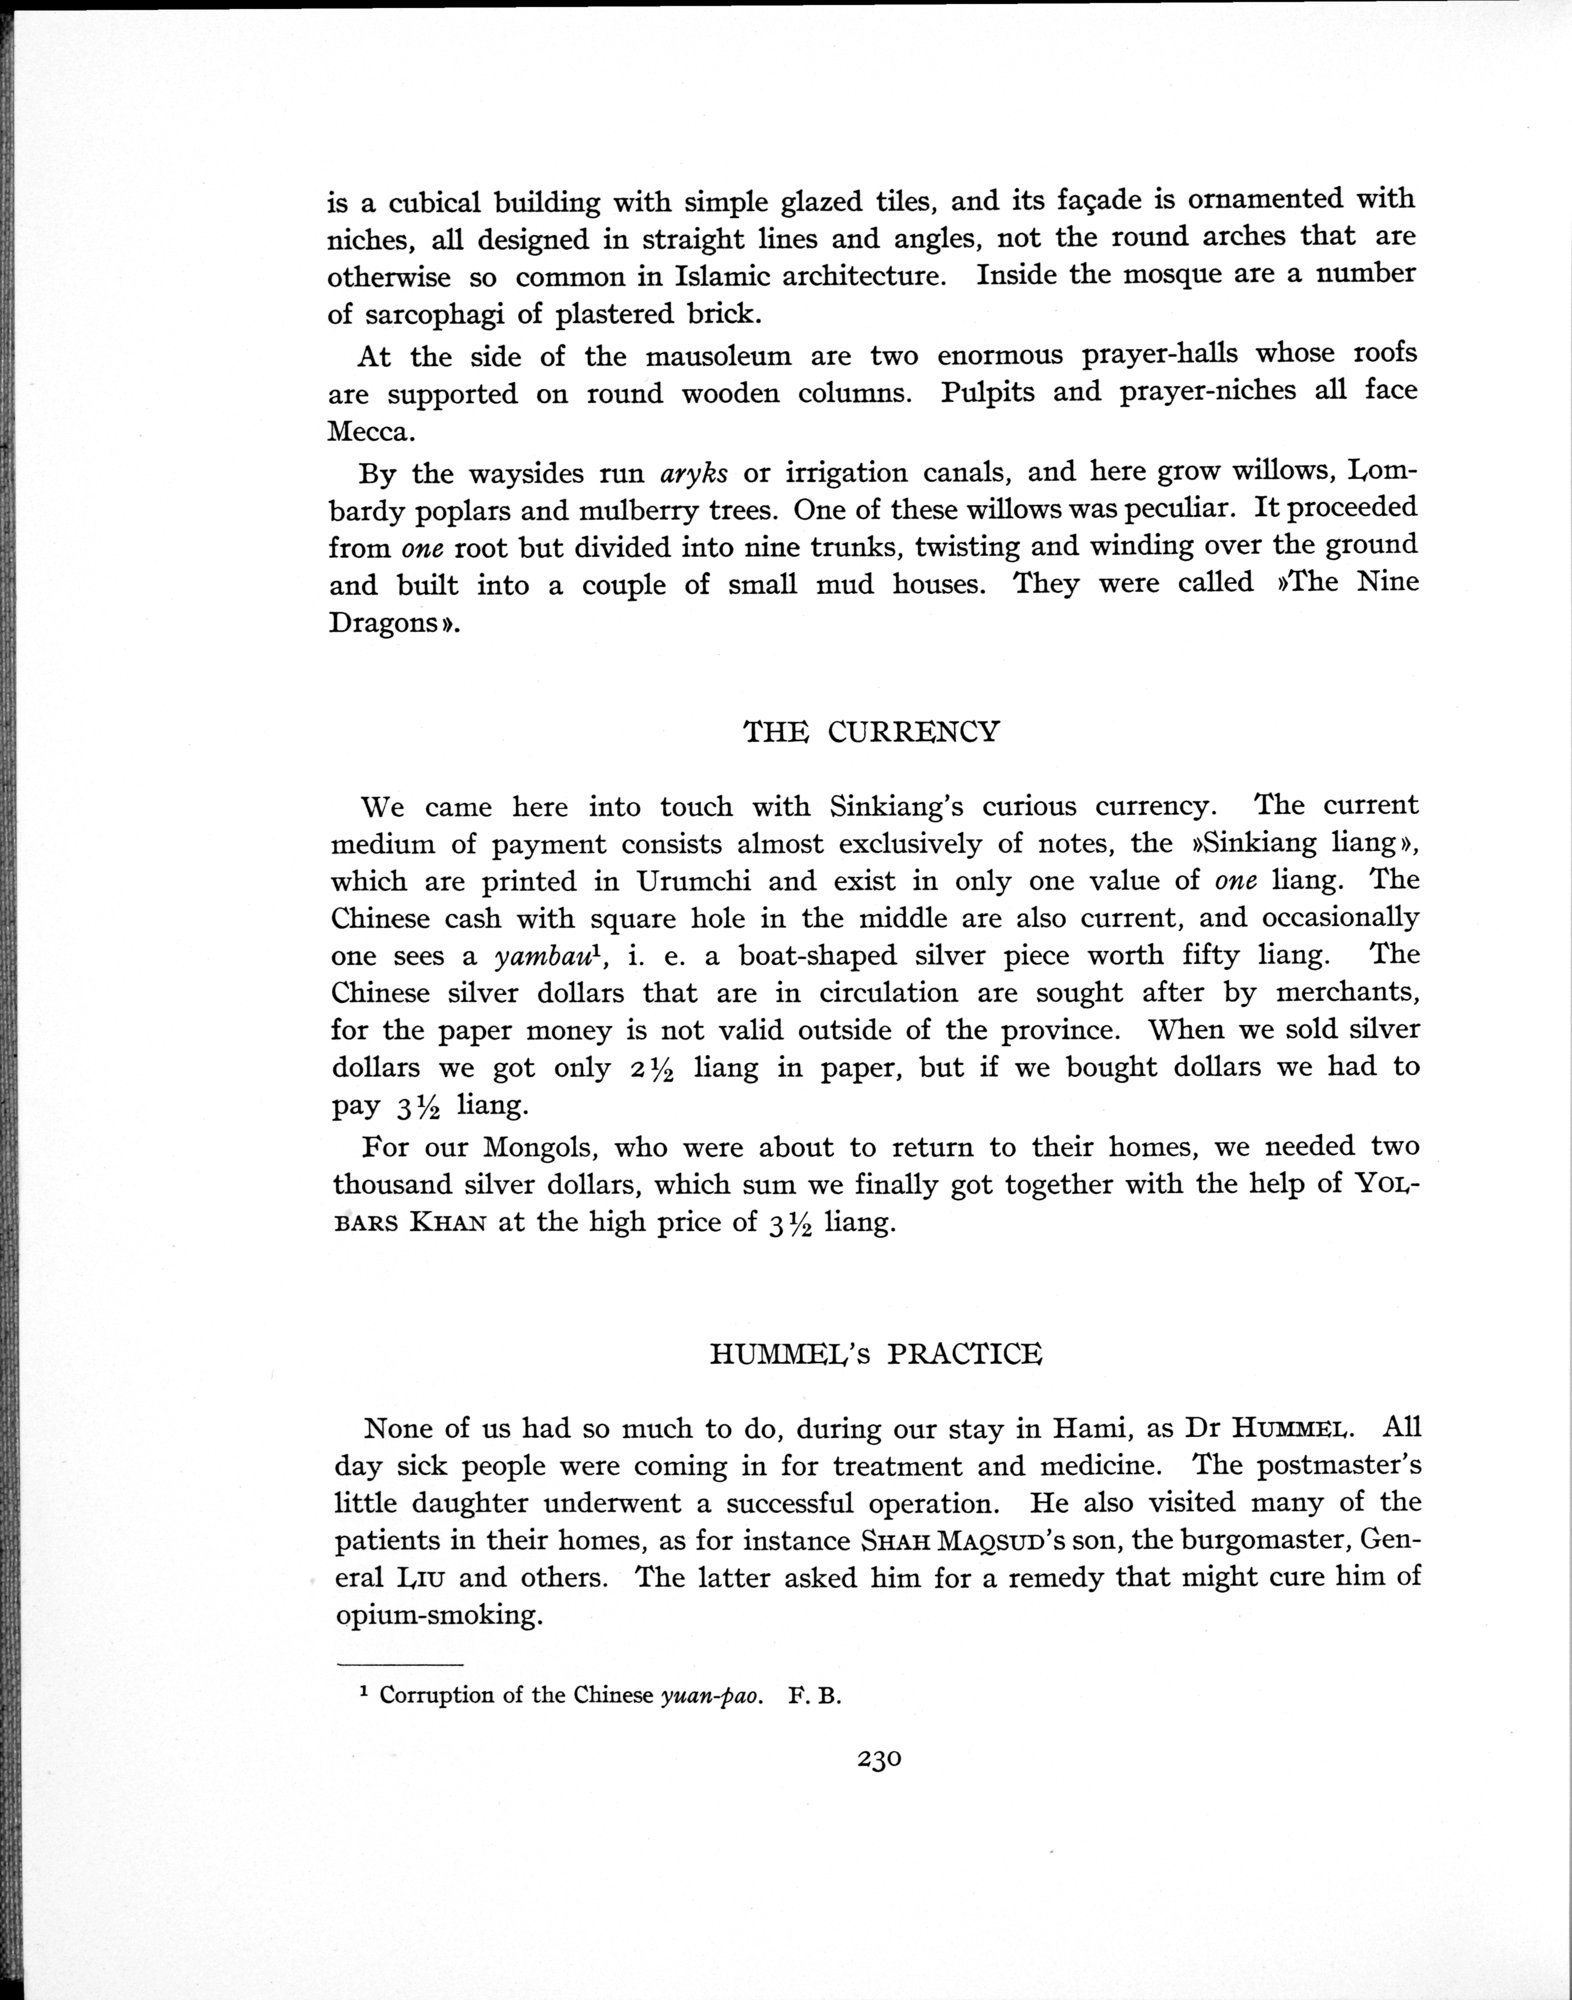 is a cubical building with simple glazed tiles, and its façade is ornamented with
niches, all designed in straight lines and angles, not the round arches that are
otherwise so common in Islamic architecture. Inside the mosque are a number
of sarcophagi of plastered brick.
At the side of the mausoleum are two enormous prayer-halls whose roofs
are supported on round wooden columns. Pulpits and prayer-niches all face
Mecca.
By the waysides run aryks or irrigation canals, and here grow willows, Lom-
bardy poplars and mulberry trees. One of these willows was peculiar. It proceeded
from one root but divided into nine trunks, twisting and winding over the ground
and built into a couple of small mud houses. They were called »The Nine
Dragons».
THE CURRENCY
We came here into touch with Sinkiang's curious currency. The current
medium of payment consists almost exclusively of notes, the »Sinkiang liang»,
which are printed in Urumchi and exist in only one value of one liang. The
Chinese cash with square hole in the middle are also current, and occasionally
one sees a yambau¹, i. e. a boat-shaped silver piece worth fifty liang. The
Chinese silver dollars that are in circulation are sought after by merchants,
for the paper money is not valid outside of the province. When we sold silver
dollars we got only 2½ liang in paper, but if we bought dollars we had to
pay 3½ liang.
For our Mongols, who were about to return to their homes, we needed two
thousand silver dollars, which sum we finally got together with the help of YOL-
BARS KHAN at the high price of 3½ liang.
HUMMEL's PRACTICE
None of us had so much to do, during our stay in Hami, as Dr HUMMEL. All
day sick people were coming in for treatment and medicine. The postmaster's
little daughter underwent a successful operation. He also visited many of the
patients in their homes, as for instance SHAH MAQSUD's son, the burgomaster, Gen-
eral LIU and others. The latter asked him for a remedy that might cure him of
opium-smoking.
¹ Corruption of the Chinese yuan-pao. F. B.
230